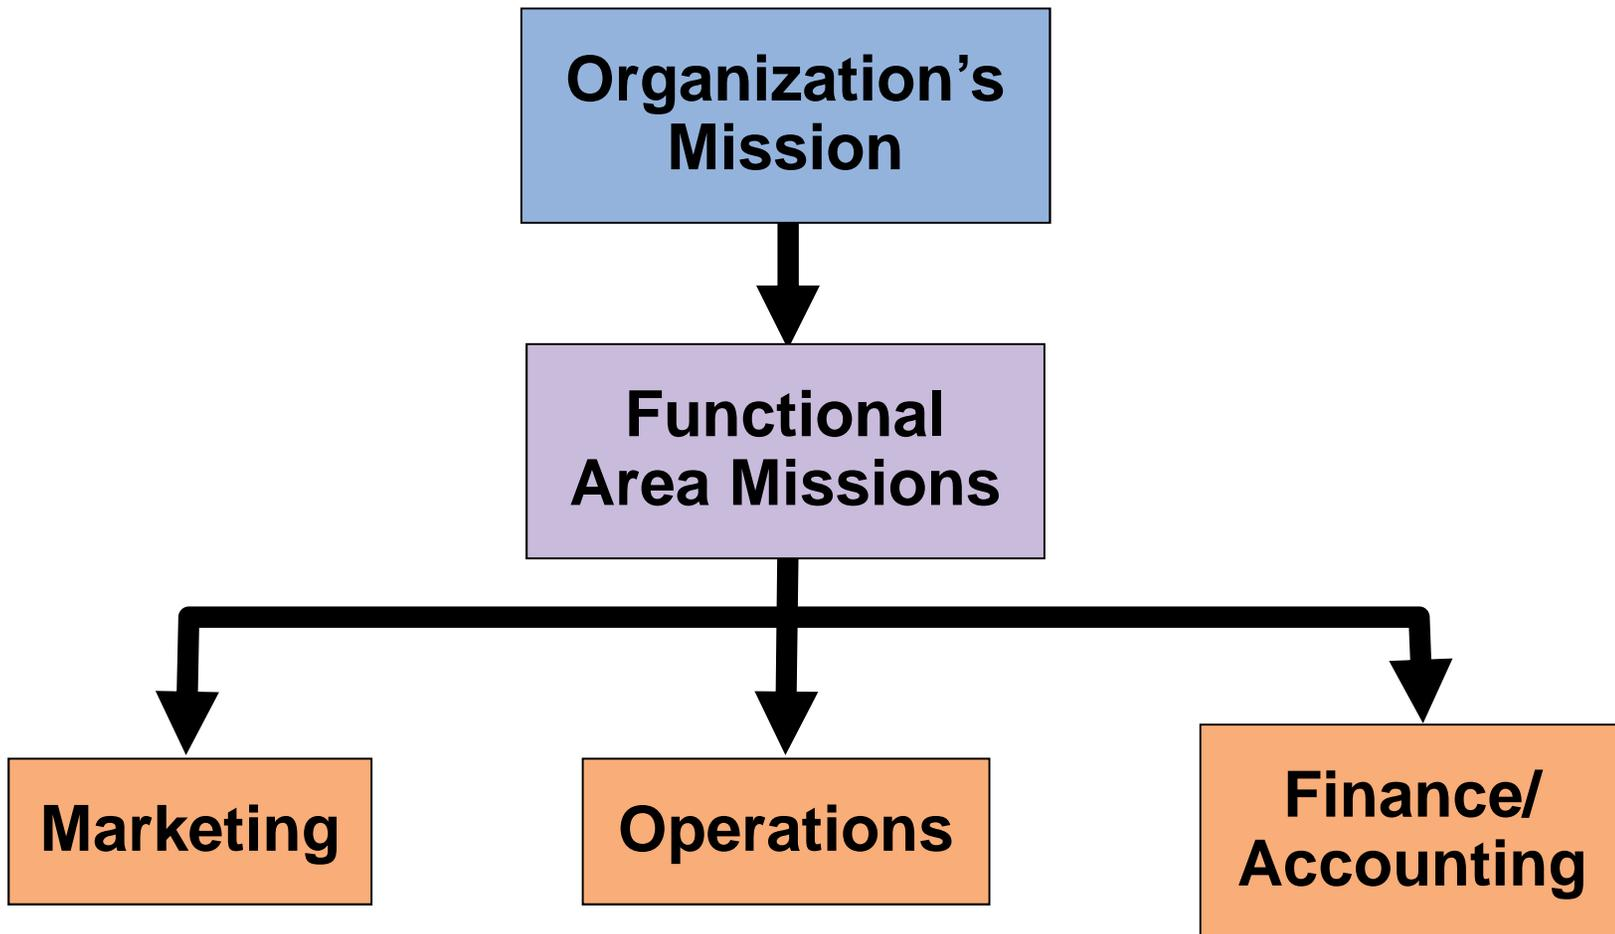 Organization’s
Mission
Functional
Area Missions
Marketing
Operations
Finance/
Accounting